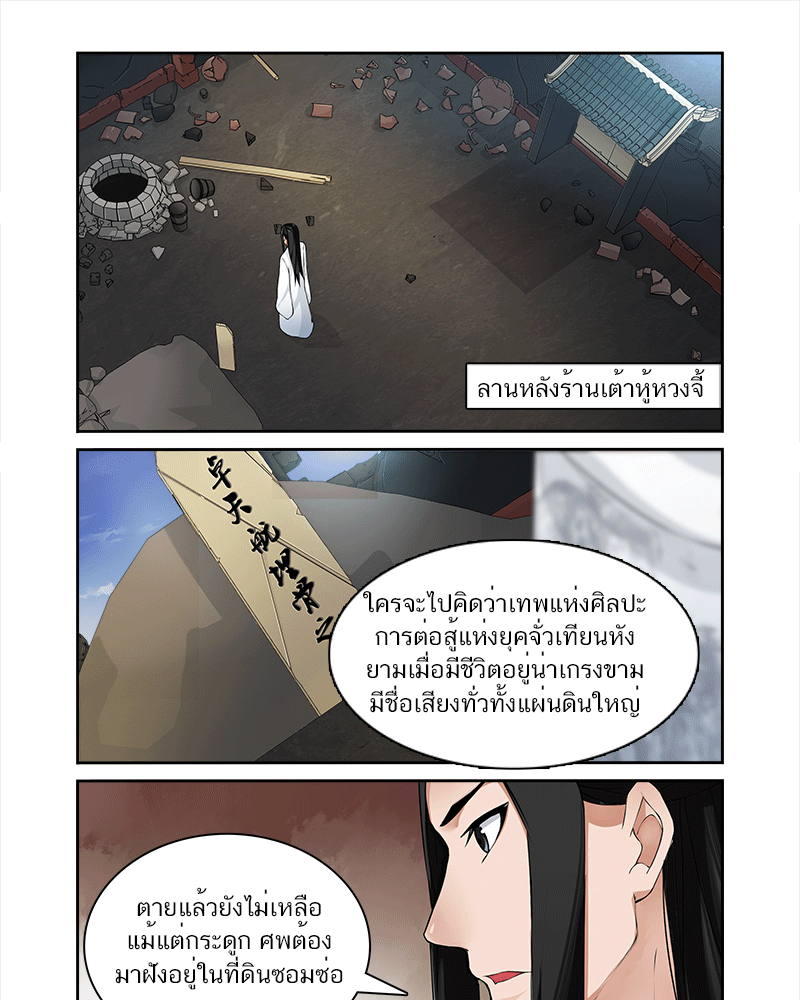 ลานหลังร้านเต้าหู้หวงจี้
卓天航埋骨之
ใครจะไปคิดว่าเทพแห่งศิลปะ
การต่อสู้แห่งยุคจั่วเทียนหัง
ยามเมื่อมีชีวิตอยู่น่าเกรงขาม
มีชื่อเสียงทั่วทั้งแผ่นดินใหญ่
ตายแล้วยังไม่เหลือ
แม้แต่กระดูก ศพต้อง
มาฝังอยู่ในที่ดินซอมซ่อ